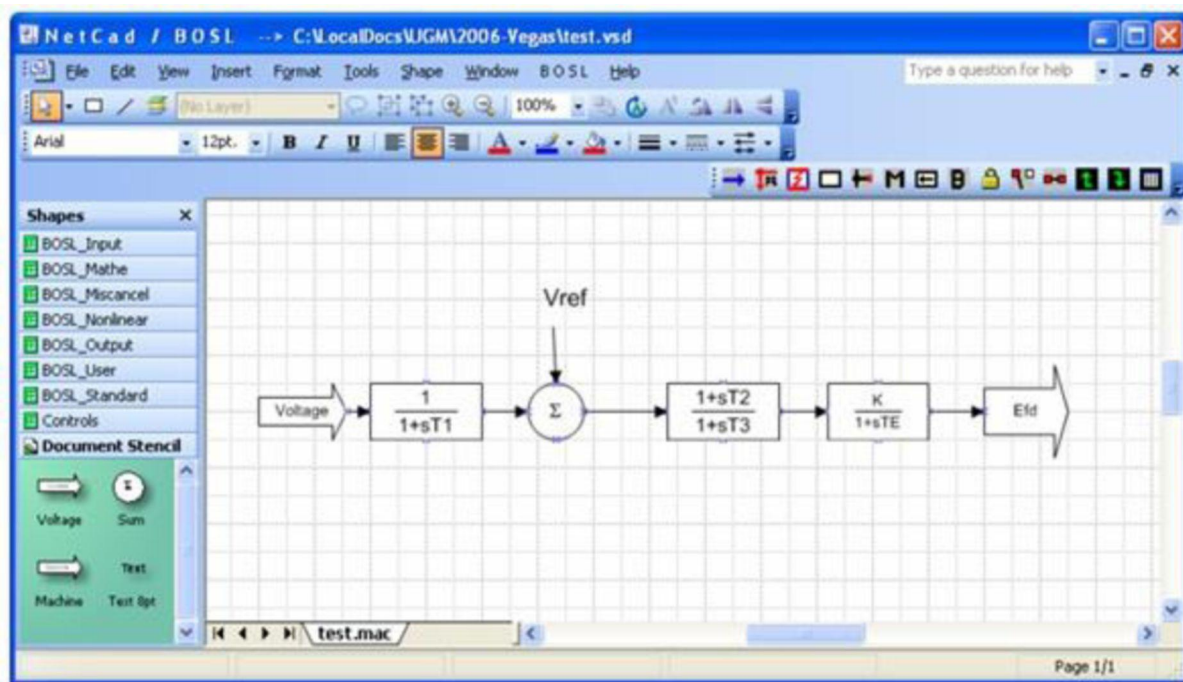 NetCad / BOSL --> C:\LocalDocs\UGM\2006-Vegas\test.vsd
File Edit View Insert Format Tools Shape Window BOSL Help Type a question for help
(No Layer) 100%
Arial 12pt. B I U A
M B
Shapes
BOSL_Input
BOSL_Mathe
BOSL_Miscancel
BOSL_Nonlinear
BOSL_Output
BOSL_User
BOSL_Standard
Controls
Document Stencil
Voltage Sum
Text
Machine Text 8pt
Vref
Voltage
1
1+sT1
Σ
1+sT2
1+sT3
K
1+sTE
Efd
test.mac
Page 1/1